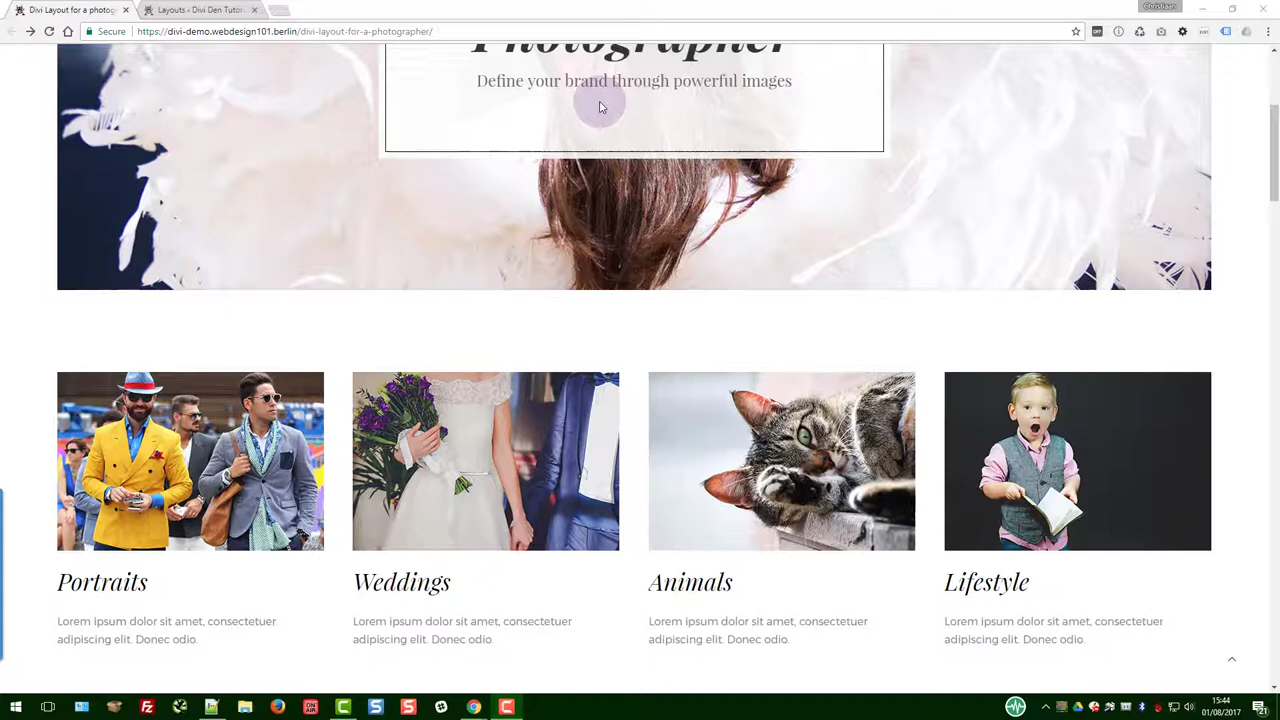 Christiaan
Divi Layout for a photog
Layouts ‹ Divi Den Tutor
Secure
https://divi-demo.webdesign101.berlin/divi-layout-for-a-photographer/
Photographer
Define your brand through powerful images
Portraits
Weddings
Animals
Lifestyle
Lorem ipsum dolor sit amet, consectetuer
adipiscing elit. Donec odio.
Lorem ipsum dolor sit amet, consectetuer
adipiscing elit. Donec odio.
Lorem ipsum dolor sit amet, consectetuer
adipiscing elit. Donec odio.
Lorem ipsum dolor sit amet, consectetuer
adipiscing elit. Donec odio.
15:44
01/08/2017
21